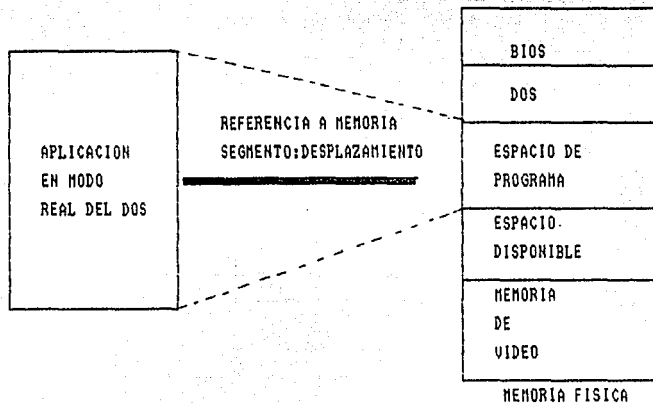 APLICACION
EN MODO
REAL DEL DOS
REFERENCIA A MEMORIA
SEGMENTO:DESPLAZAMIENTO
BIOS
DOS
ESPACIO DE
PROGRAMA
ESPACIO
DISPONIBLE
MEMORIA
DE
VIDEO
MEMORIA FISICA